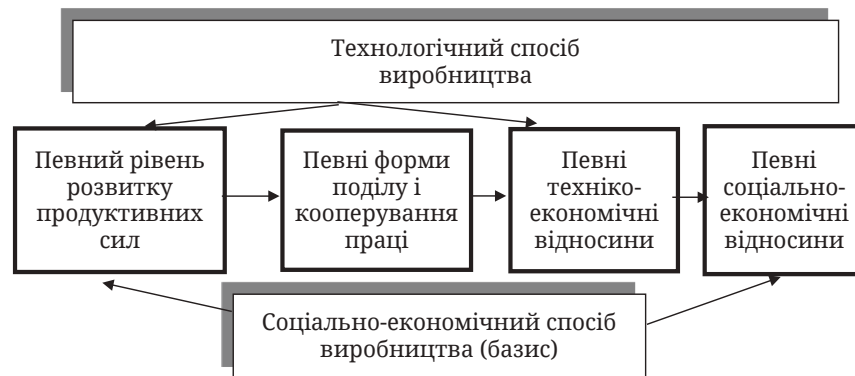 Технологічний спосіб
виробництва
Певний рівень
розвитку
продуктивних
сил
Певні форми
поділу і
кооперування
праці
Певні
техніко-
економічні
відносини
Певні
соціально-
економічні
відносини
Соціально-економічний спосіб
виробництва (базис)